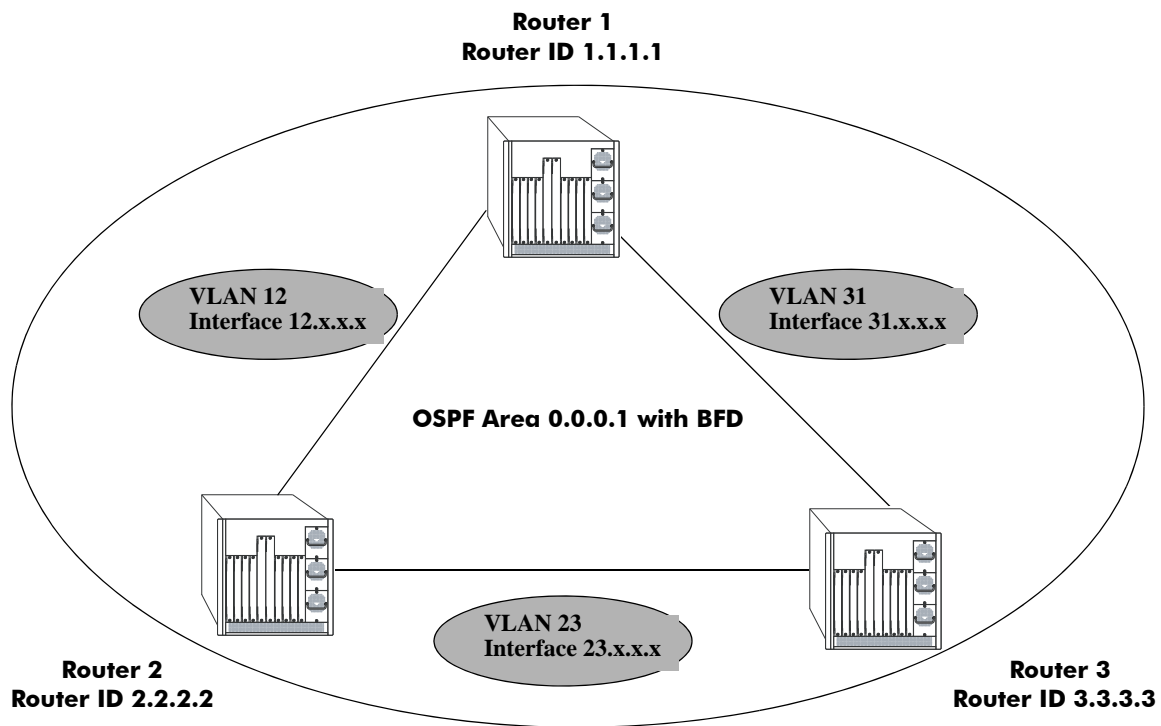 Router 1
Router ID 1.1.1.1
VLAN 12
Interface 12.x.x.x
VLAN 31
Interface 31.x.x.x
OSPF Area 0.0.0.1 with BFD
VLAN 23
Interface 23.x.x.x
Router 2
Router ID 2.2.2.2
Router 3
Router ID 3.3.3.3